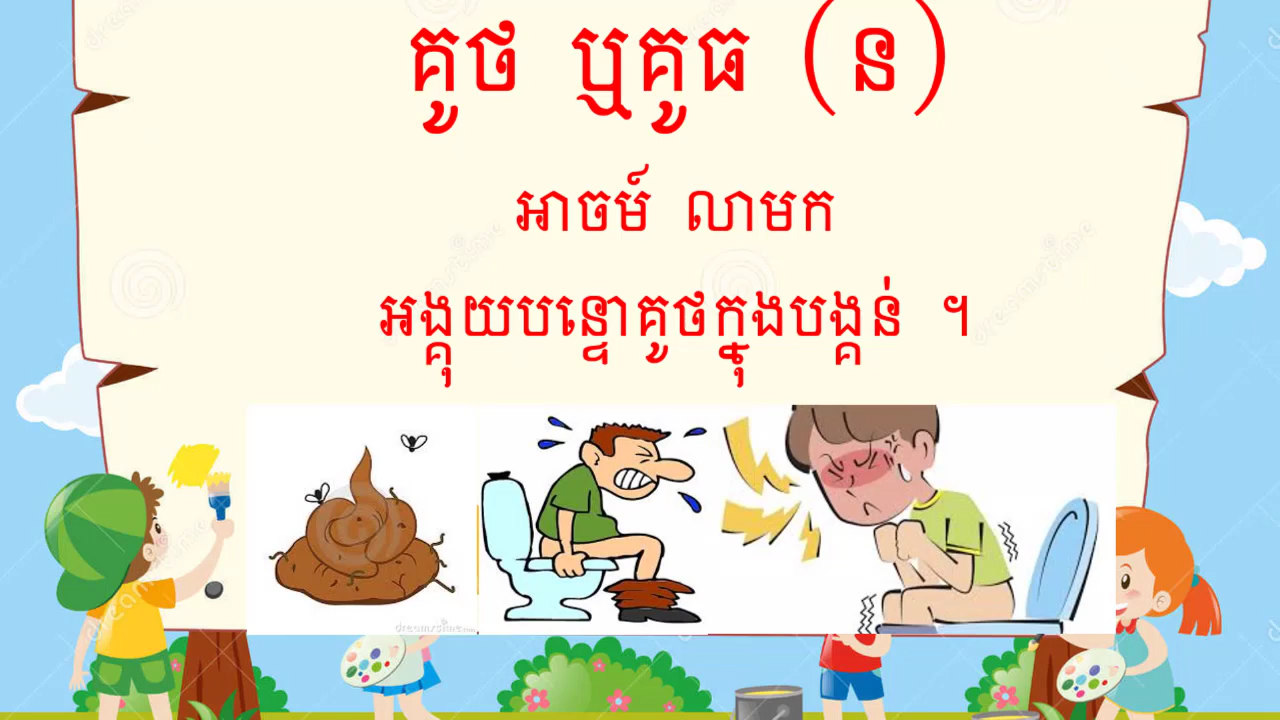 គូថ ឬគូធ (ន)
អាចម៍ លាមក
អង្គុយបន្ទោគូថក្នុងបង្គន់ ។
dreamstime